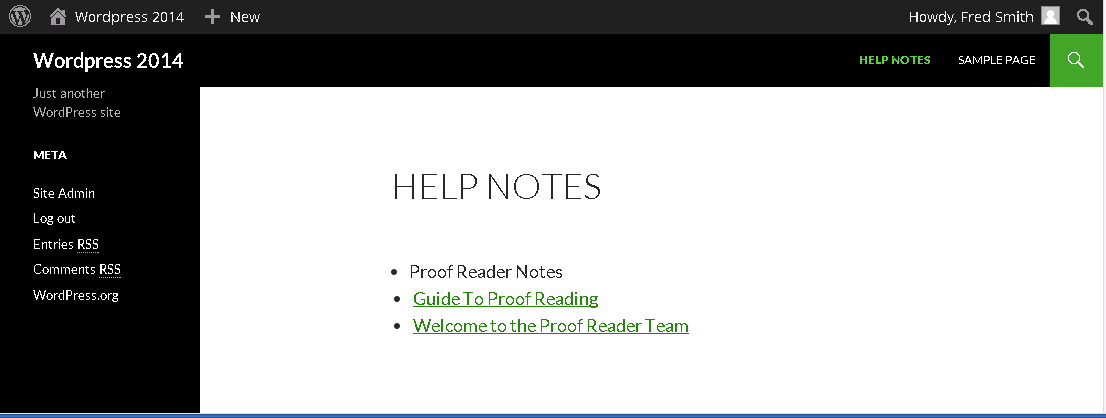 Wordpress 2014 New Howdy, Fred Smith
Wordpress 2014 HELP NOTES SAMPLE PAGE
Just another
WordPress site
META
Site Admin
Log out
Entries RSS
Comments RSS
WordPress.org
HELP NOTES
Proof Reader Notes
Guide To Proof Reading
Welcome to the Proof Reader Team